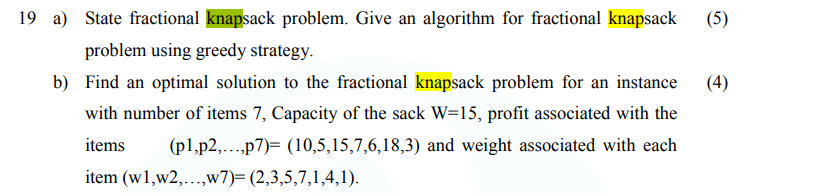 19 a) State fractional knapsack problem. Give an algorithm for fractional knapsack (5)
problem using greedy strategy.
b) Find an optimal solution to the fractional knapsack problem for an instance (4)
with number of items 7, Capacity of the sack W=15, profit associated with the
items (p1,p2,…,p7)= (10,5,15,7,6,18,3) and weight associated with each
item (w1,w2,…,w7)= (2,3,5,7,1,4,1).